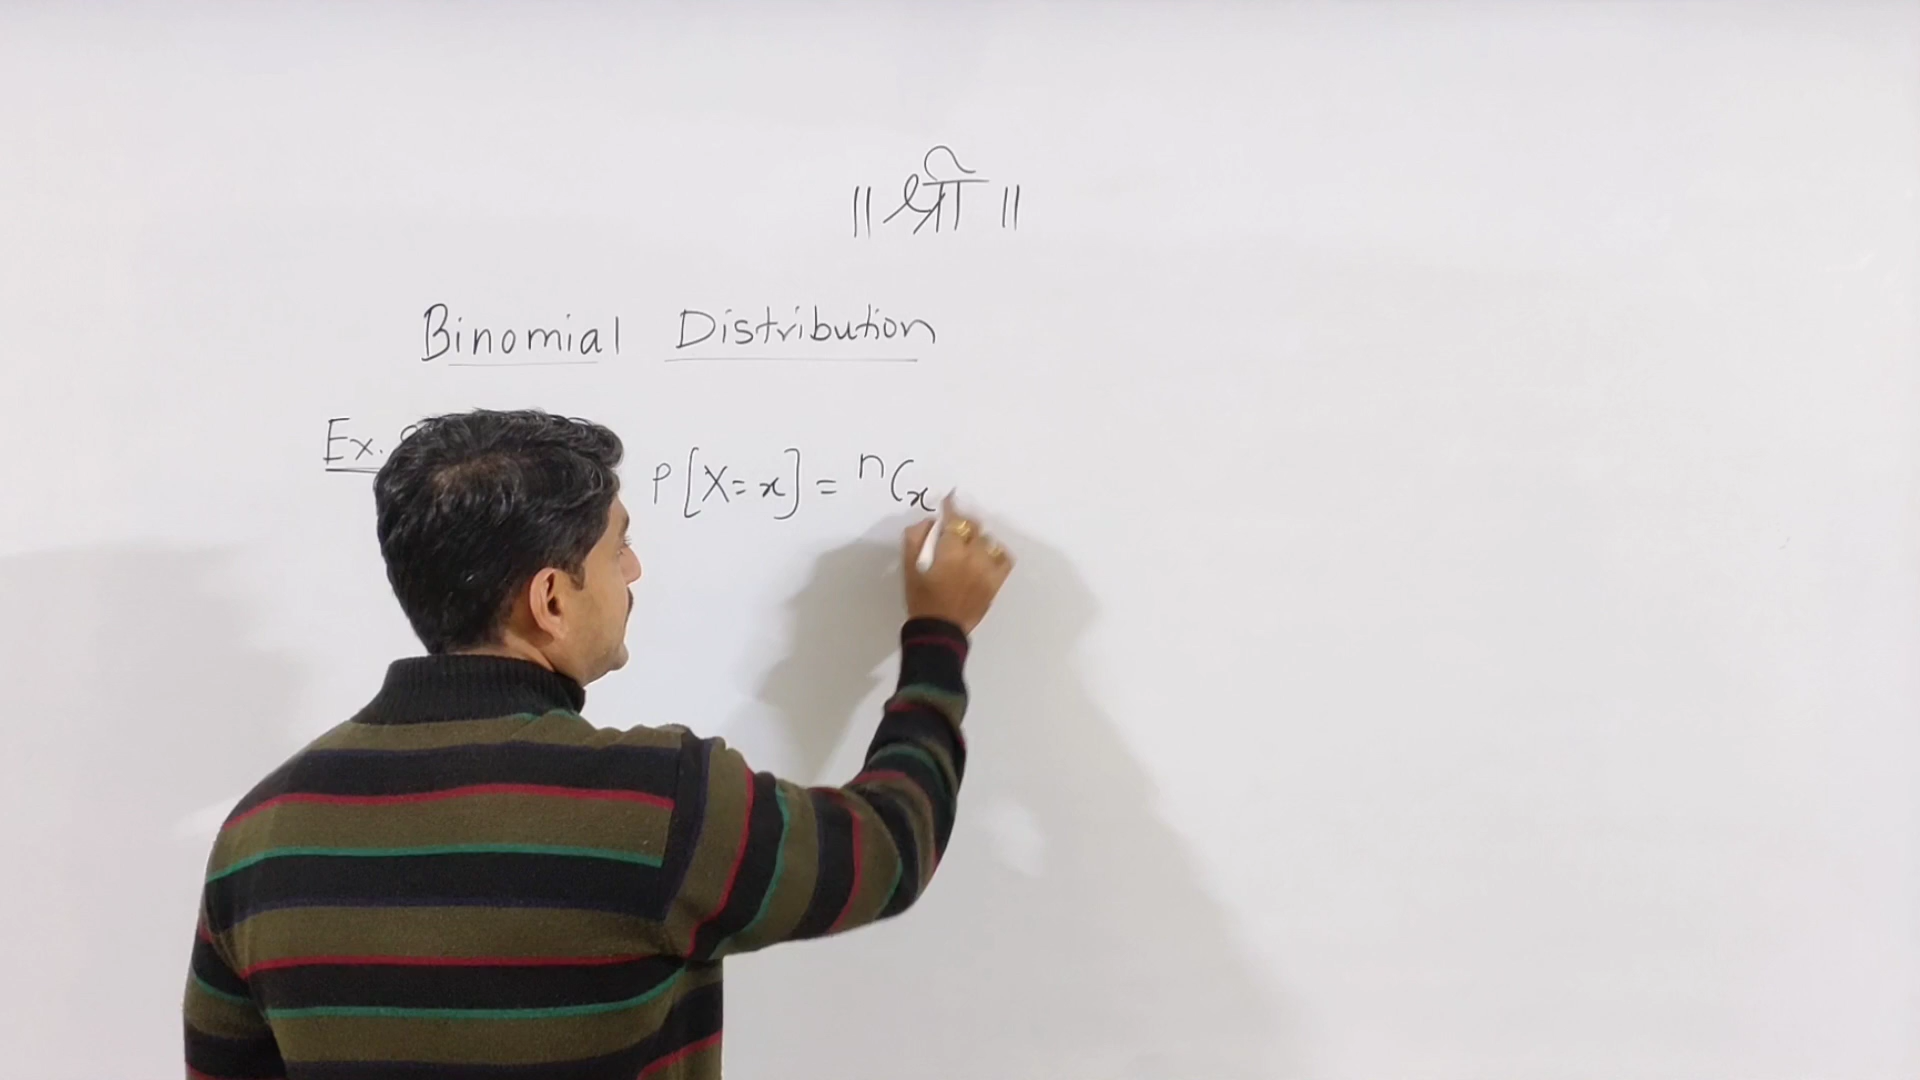 ॥ श्री ॥
Binomial Distribution
Ex. P[X=x] = ⁿCₓ